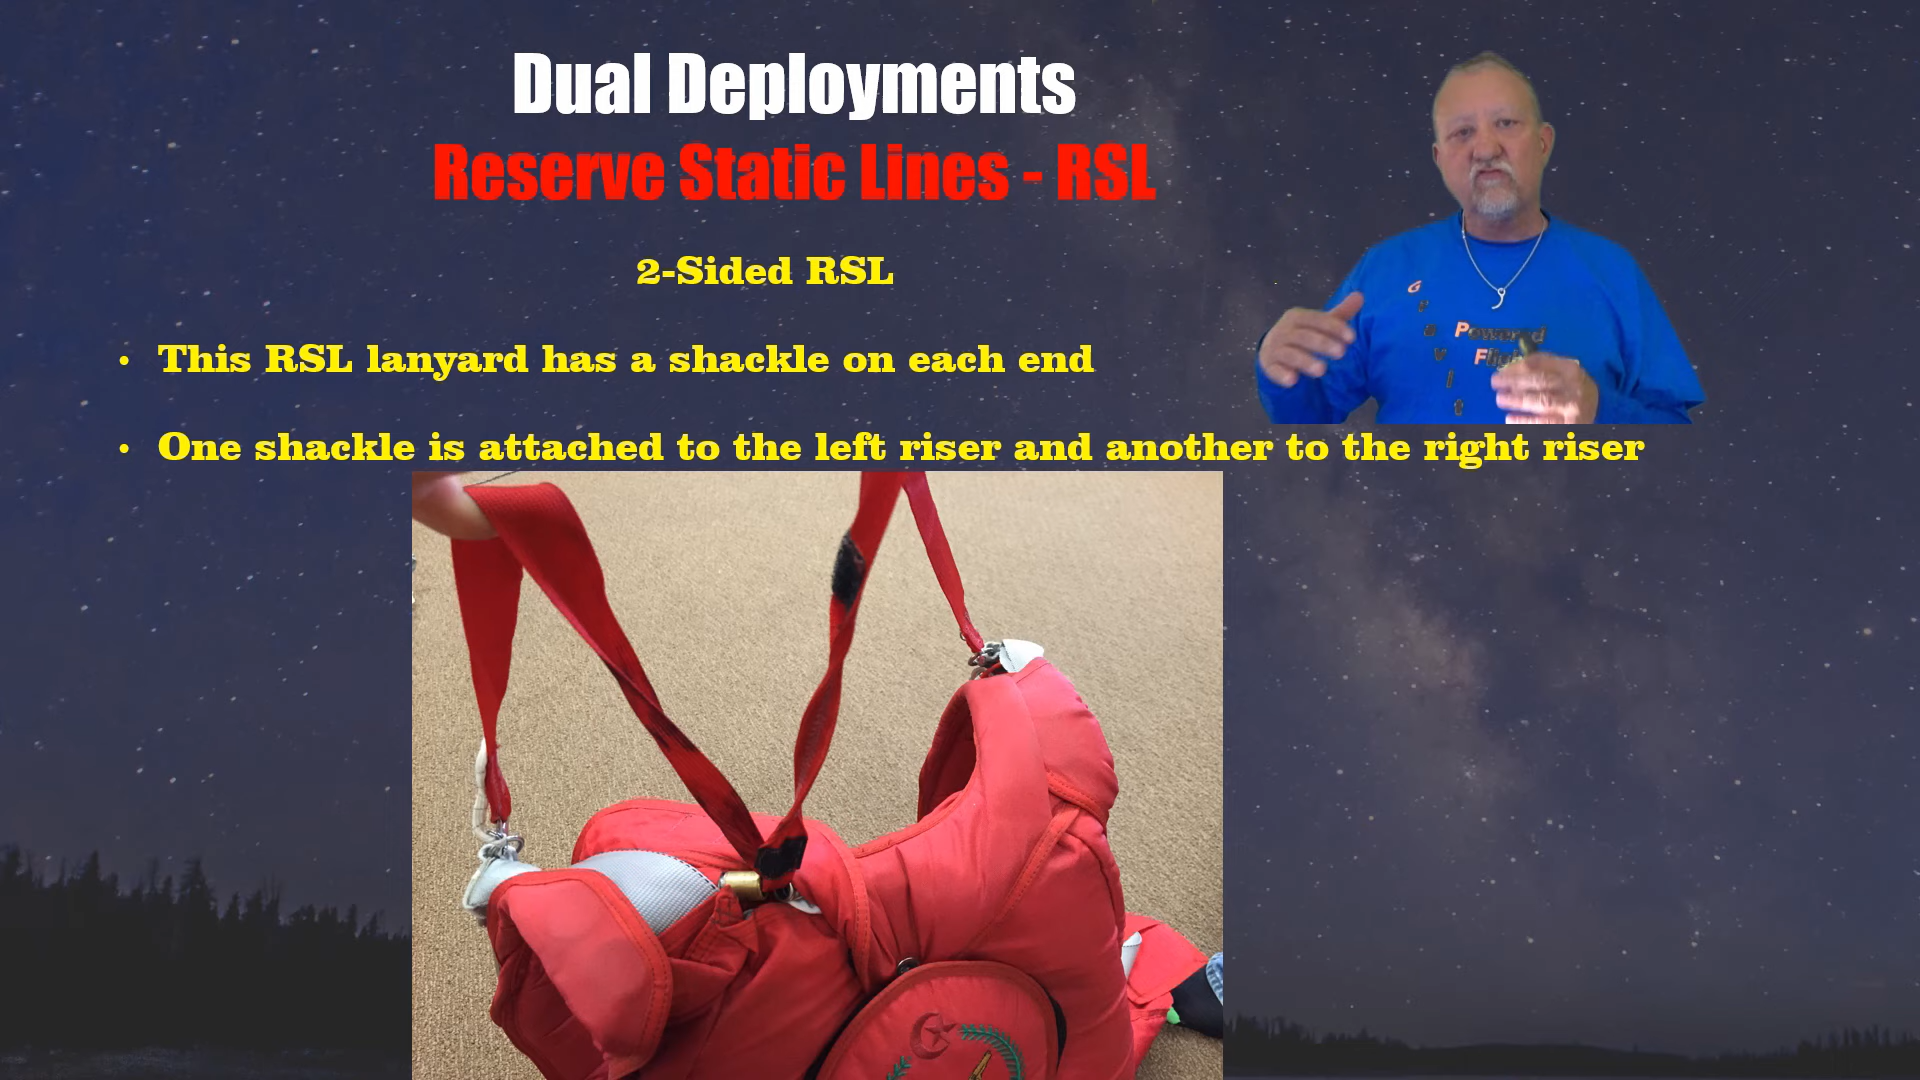 Dual Deployments
Reserve Static Lines - RSL
2-Sided RSL
• This RSL lanyard has a shackle on each end
• One shackle is attached to the left riser and another to the right riser
Powered